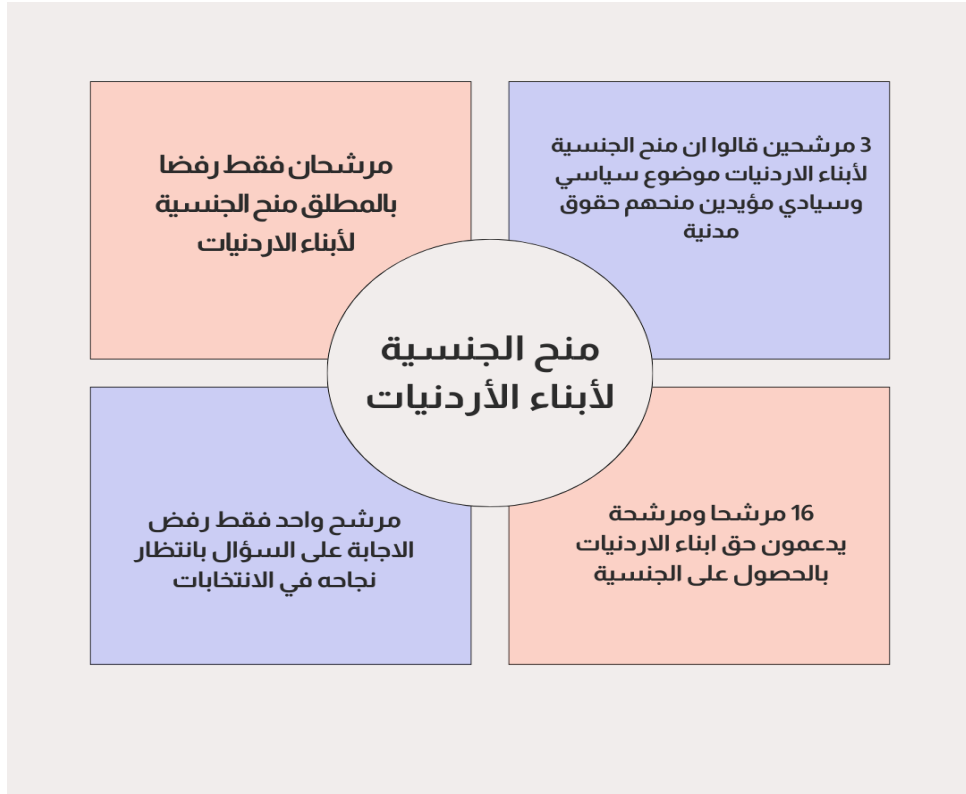 3 مرشحين قالوا ان منح الجنسية
لأبناء الاردنيات موضوع سياسي
وسيادي مؤيدين منحهم حقوق
مدنية
مرشحان فقط رفضا
بالمطلق منح الجنسية
لأبناء الاردنيات
منح الجنسية
لأبناء الأردنيات
16 مرشحا ومرشحة
يدعمون حق ابناء الاردنيات
بالحصول على الجنسية
مرشح واحد فقط رفض
الاجابة على السؤال بانتظار
نجاحه في الانتخابات